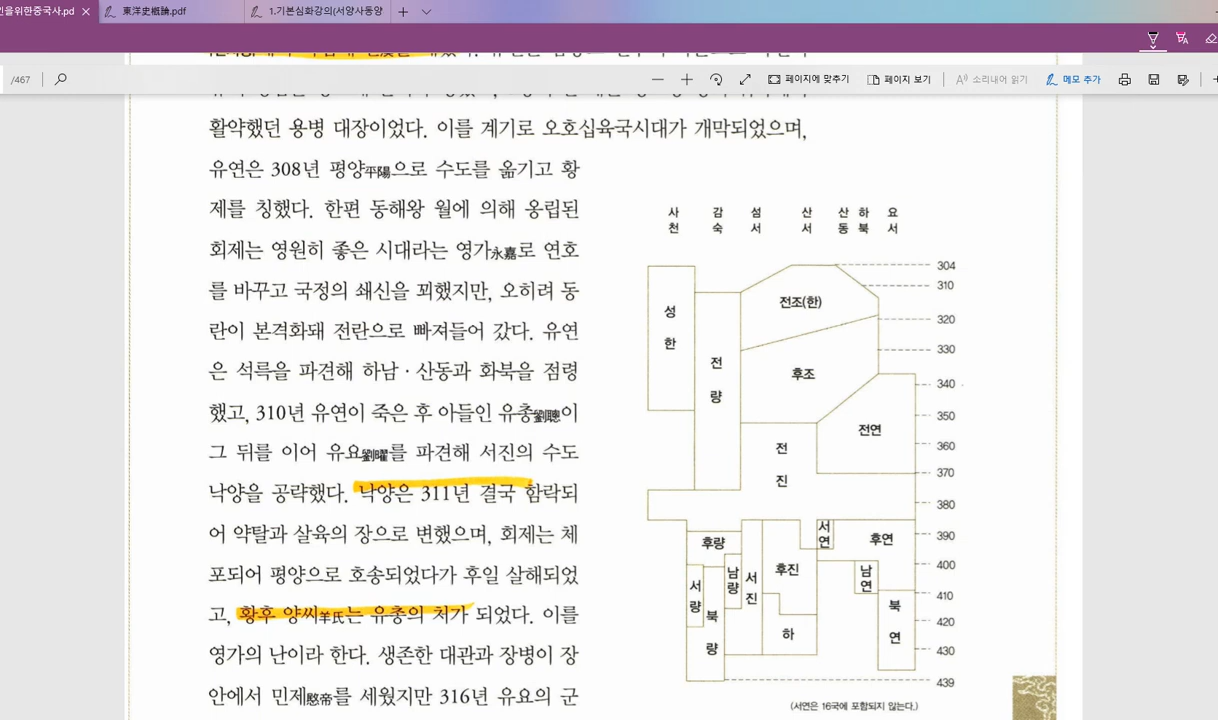 인을위한중국사.pd
東洋史槪論.pdf
1.기본심화강의(서양사동양
/467
페이지에 맞추기
페이지 보기
소리내어 읽기
메모 추가
활약했던 용병 대장이었다. 이를 계기로 오호십육국시대가 개막되었으며,
유연은 308년 평양平陽으로 수도를 옮기고 황
제를 칭했다. 한편 동해왕 월에 의해 옹립된
회제는 영원히 좋은 시대라는 영가永嘉로 연호
를 바꾸고 국정의 쇄신을 꾀했지만, 오히려 동
란이 본격화돼 전란으로 빠져들어 갔다. 유연
은 석륵을 파견해 하남·산동과 화북을 점령
했고, 310년 유연이 죽은 후 아들인 유총劉聰이
그 뒤를 이어 유요劉曜를 파견해 서진의 수도
낙양을 공략했다. 낙양은 311년 결국 함락되
어 약탈과 살육의 장으로 변했으며, 회제는 체
포되어 평양으로 호송되었다가 후일 살해되었
고, 황후 양씨羊氏는 유총의 처가 되었다. 이를
영가의 난이라 한다. 생존한 대관과 장병이 장
안에서 민제愍帝를 세웠지만 316년 유요의 군
사천
감숙
섬서
산서
산동
하북
요서
304
310
320
330
340
350
360
370
380
390
400
410
420
430
439
성한
전량
전조(한)
후조
전연
전진
후량
서량
북량
남량
서진
후진
하
서연
후연
남연
북연
(서연은 16국에 포함되지 않는다.)